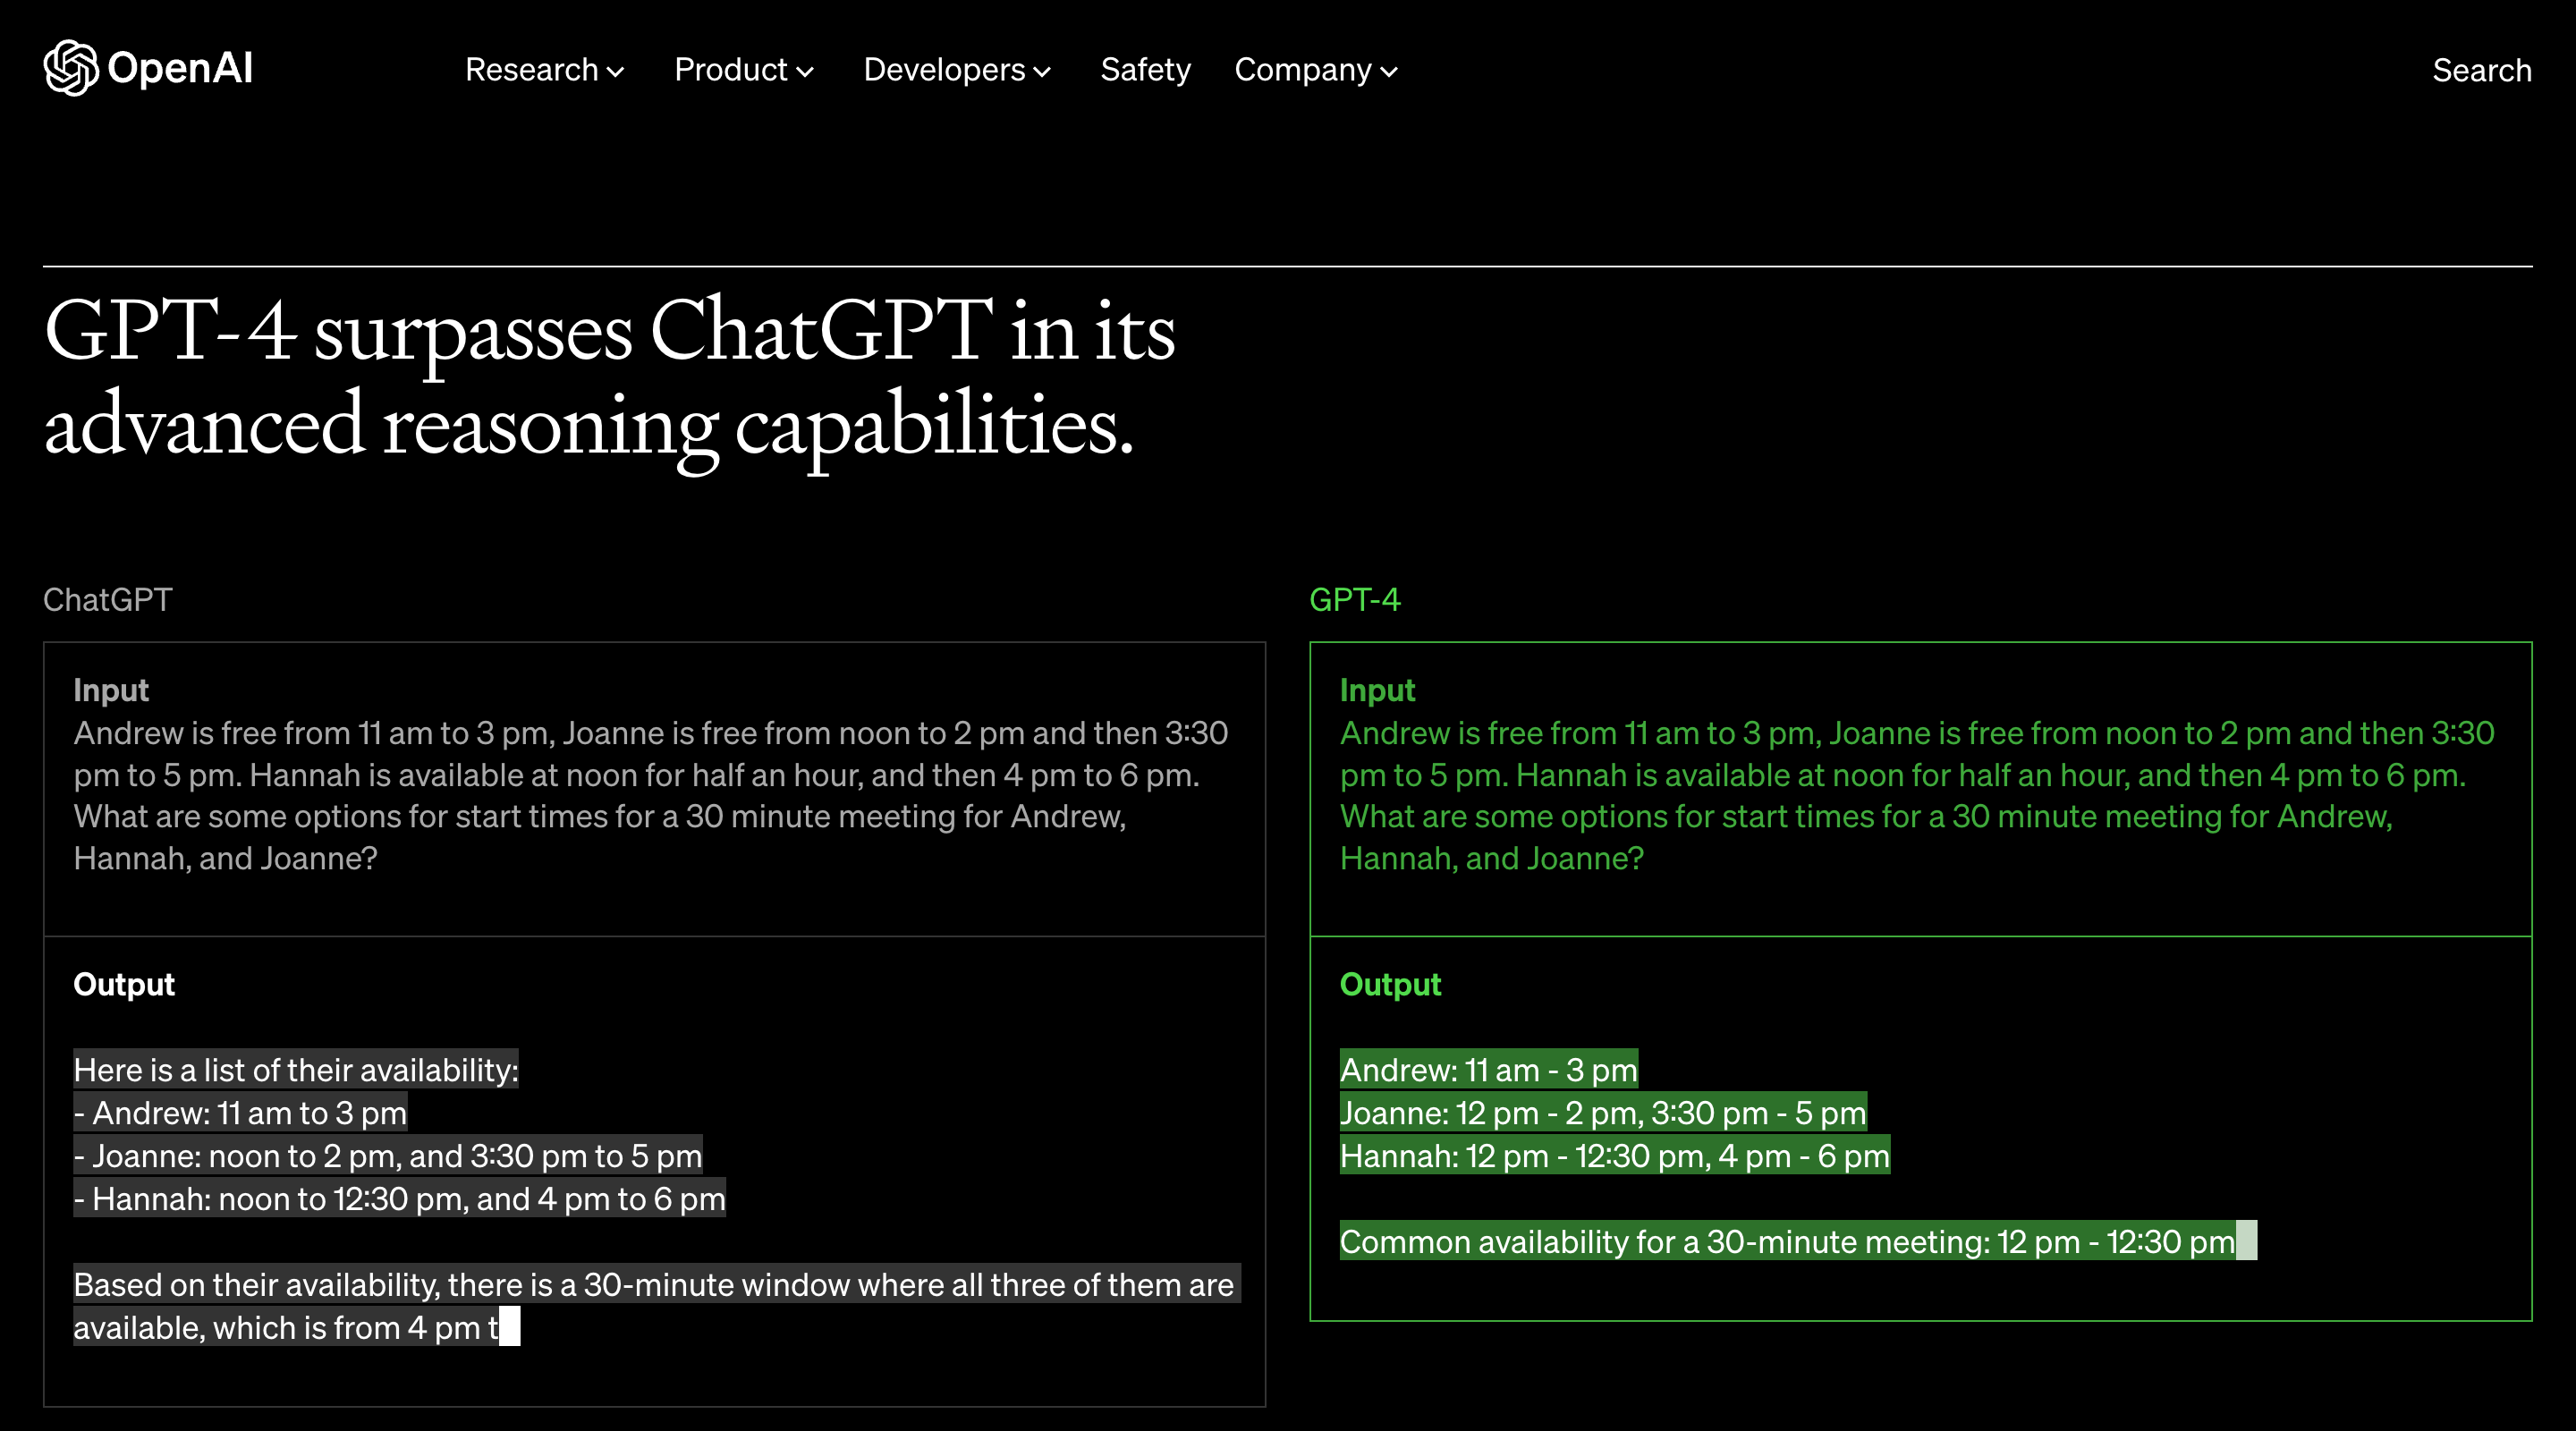 OpenAI
Research
Product
Developers
Safety
Company
Search
GPT-4 surpasses ChatGPT in its
advanced reasoning capabilities.
ChatGPT
Input
Andrew is free from 11 am to 3 pm, Joanne is free from noon to 2 pm and then 3:30
pm to 5 pm. Hannah is available at noon for half an hour, and then 4 pm to 6 pm.
What are some options for start times for a 30 minute meeting for Andrew,
Hannah, and Joanne?
Output
Here is a list of their availability:
- Andrew: 11 am to 3 pm
- Joanne: noon to 2 pm, and 3:30 pm to 5 pm
- Hannah: noon to 12:30 pm, and 4 pm to 6 pm
Based on their availability, there is a 30-minute window where all three of them are
available, which is from 4 pm t
GPT-4
Input
Andrew is free from 11 am to 3 pm, Joanne is free from noon to 2 pm and then 3:30
pm to 5 pm. Hannah is available at noon for half an hour, and then 4 pm to 6 pm.
What are some options for start times for a 30 minute meeting for Andrew,
Hannah, and Joanne?
Output
Andrew: 11 am - 3 pm
Joanne: 12 pm - 2 pm, 3:30 pm - 5 pm
Hannah: 12 pm - 12:30 pm, 4 pm - 6 pm
Common availability for a 30-minute meeting: 12 pm - 12:30 pm